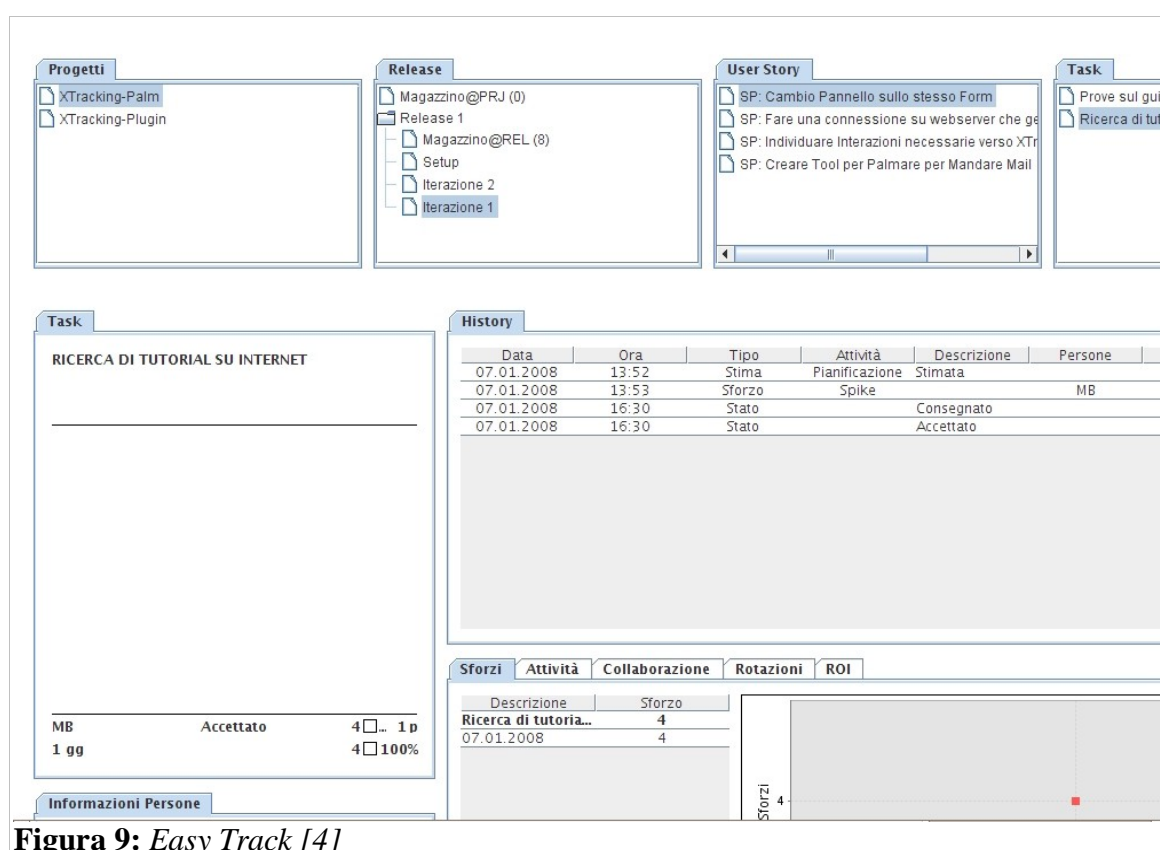 Progetti
XTracking-Palm
XTracking-Plugin
Release
Magazzino@PRJ (0)
Release 1
Magazzino@REL (8)
Setup
Iterazione 2
Iterazione 1
User Story
SP: Cambio Pannello sullo stesso Form
SP: Fare una connessione su webserver che ge
SP: Individuare Interazioni necessarie verso XTr
SP: Creare Tool per Palmare per Mandare Mail
Task
Prove sul gui
Ricerca di tut
Task
RICERCA DI TUTORIAL SU INTERNET
MB Accettato 4□... 1 p
1 gg 4□100%
History
Data Ora Tipo Attività Descrizione Persone
07.01.2008 13:52 Stima Pianificazione Stimata
07.01.2008 13:53 Sforzo Spike MB
07.01.2008 16:30 Stato Consegnato
07.01.2008 16:30 Stato Accettato
Sforzi Attività Collaborazione Rotazioni ROI
Descrizione Sforzo
Ricerca di tutoria... 4
07.01.2008 4
Sforzi
4
Informazioni Persone
Figura 9: Easy Track [4]